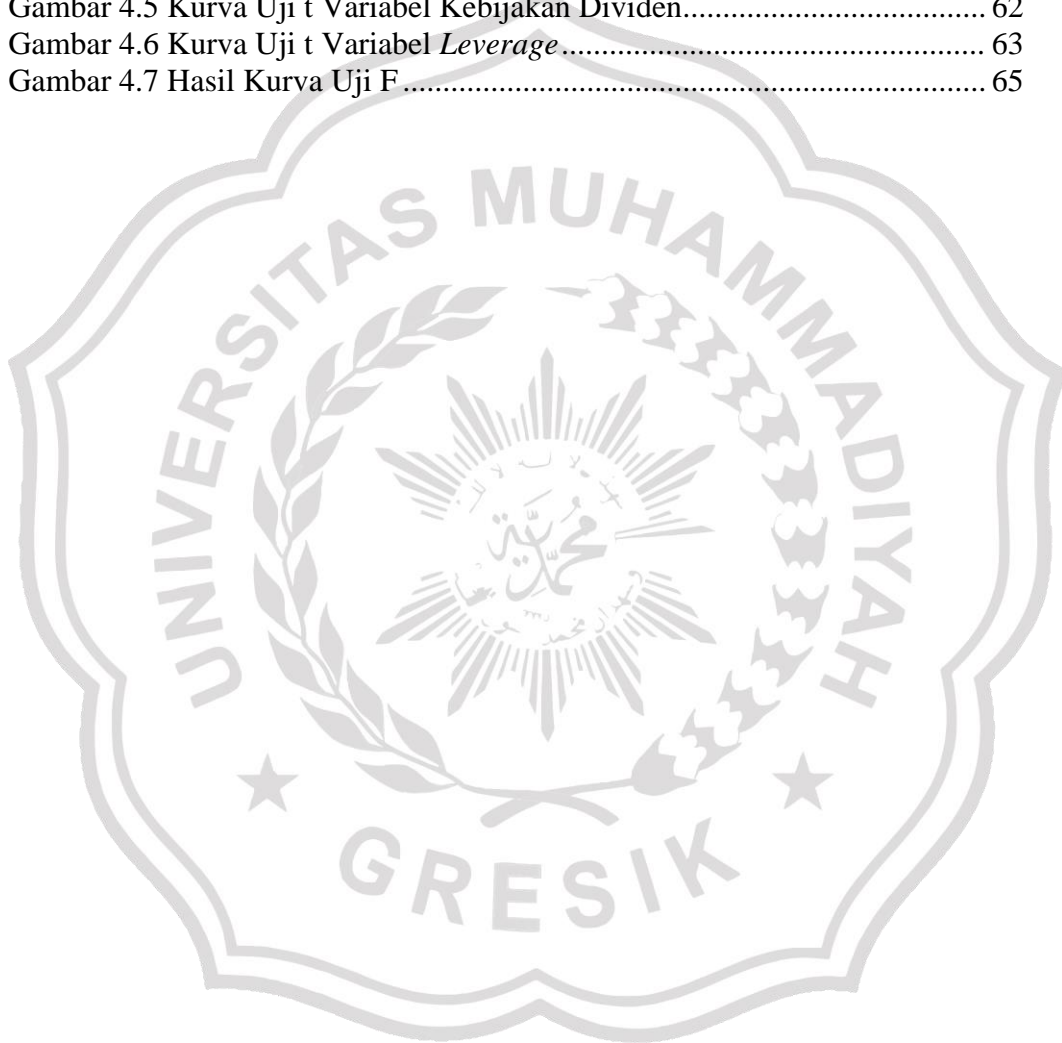 Gambar 4.5 Kurva Uji t Variabel Kebijakan Dividen................................... 62
Gambar 4.6 Kurva Uji t Variabel Leverage................................................. 63
Gambar 4.7 Hasil Kurva Uji F.................................................................... 65
UNIVERSITAS MUHAMMADIYAH
GRESIK